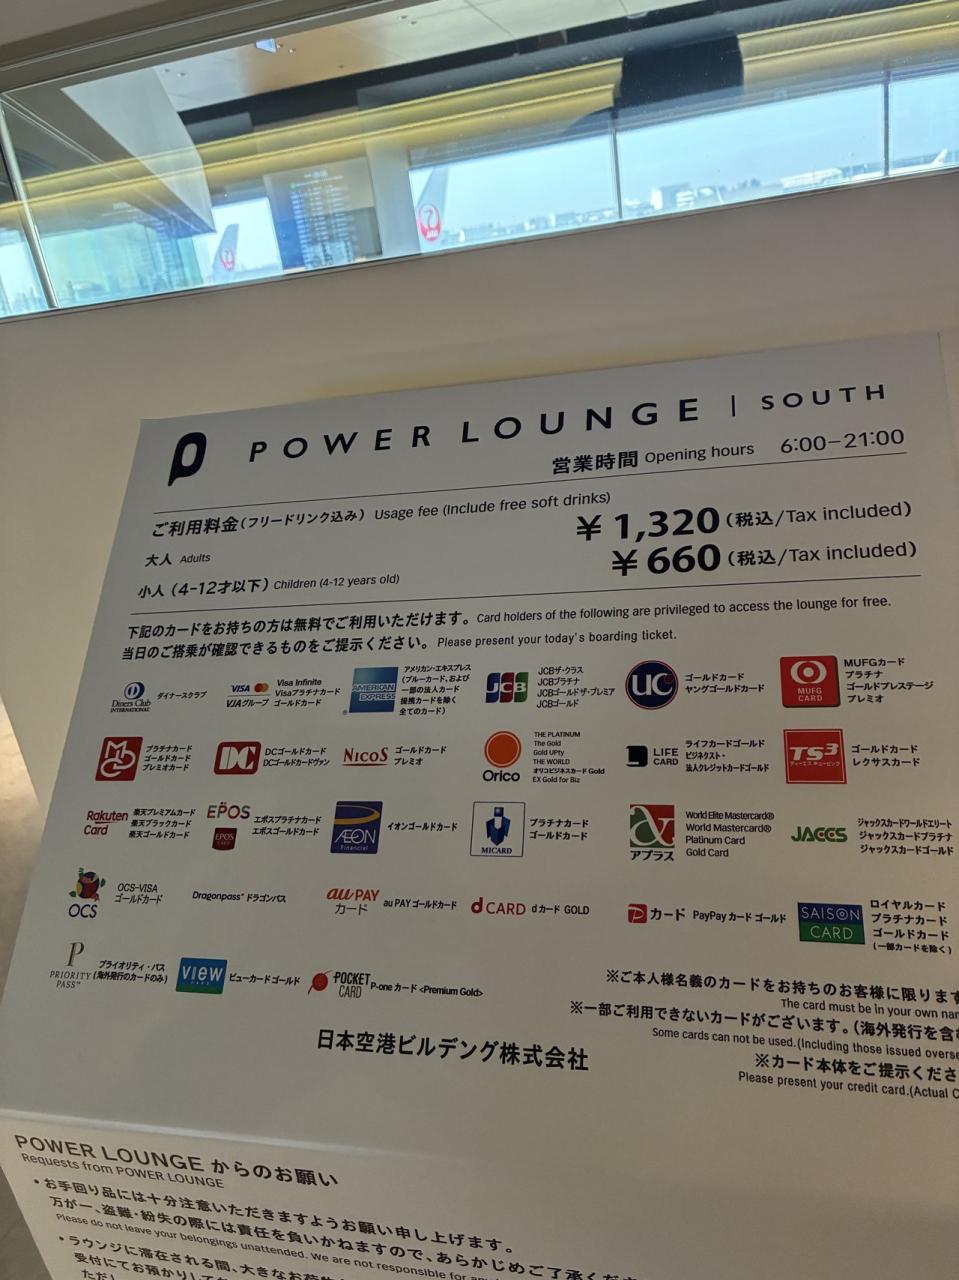 JAL
POWER LOUNGE | SOUTH
営業時間 Opening hours 6:00−21:00
ご利用料金(フリードリンク込み) Usage fee (Include free soft drinks)
大人 Adults ¥1,320(税込/Tax included)
小人(4-12才以下) Children (4-12 years old) ¥660(税込/Tax included)
下記のカードをお持ちの方は無料でご利用いただけます。 Card holders of the following are privileged to access the lounge for free.
当日のご搭乗が確認できるものをご提示ください。 Please present your today's boarding ticket.
Diners Club
INTERNATIONAL
ダイナースクラブ
VISA
VJAグループ
Visa Infinite
Visaプラチナカード
ゴールドカード
AMERICAN
EXPRESS
アメリカン・エキスプレス
(ブルーカード、および
一部の法人カード
提携カードを除く
全てのカード)
JCB
JCBザ・クラス
JCBプラチナ
JCBゴールドザ・プレミア
JCBゴールド
UC
ゴールドカード
ヤングゴールドカード
MUFG
CARD
MUFGカード
プラチナ
ゴールドプレステージ
プレミオ
プラチナカード
ゴールドカード
プレミオカード
DC
DCゴールドカード
DCゴールドカードヴァン
NICOS
ゴールドカード
プレミオ
Orico
THE PLATINUM
The Gold
Gold UPty
THE WORLD
オリコビジネスカード Gold
EX Gold for Biz
LIFE
CARD
ライフカードゴールド
ビジネクスト・
法人クレジットカードゴールド
TS3
ティーエス キュービック
ゴールドカード
レクサスカード
Rakuten
Card
楽天プレミアムカード
楽天ブラックカード
楽天ゴールドカード
EPOS
EPOS
CARD
エポスプラチナカード
エポスゴールドカード
ÆON
Financial
イオンゴールドカード
MICARD
プラチナカード
ゴールドカード
アプラス
World Elite Mastercard®
World Mastercard®
Platinum Card
Gold Card
JACCS
ジャックスカードワールドエリート
ジャックスカードプラチナ
ジャックスカードゴールド
OCS
OCS-VISA
ゴールドカード
Dragonpass® ドラゴンパス
au PAY
カード
au PAY ゴールドカード
d CARD dカード GOLD
カード PayPayカード ゴールド
SAISON
CARD
ロイヤルカード
プラチナカード
ゴールドカード
(一部カードを除く)
P
PRIORITY
PASS™
プライオリティ・パス
(海外発行のカードのみ)
VIEW
CARD
ビューカードゴールド
POCKET
CARD
P-one カード <Premium Gold>
※ご本人様名義のカードをお持ちのお客様に限ります
The card must be in your own
※一部ご利用できないカードがございます。(海外発行を含
Some cards can not be used.(Including those issued
※カード本体をご提示くださ
Please present your credit card.(Actual
日本空港ビルデング株式会社
POWER LOUNGE からのお願い
Requests from POWER LOUNGE
・お手回り品には十分注意いただきますようお願い申し上げます。
万が一、盗難・紛失の際には責任を負いかねますので、あらかじめご了承くださ
Please do not leave your belongings unattended. We are not responsible for
・ラウンジに滞在される間、大きなお荷物
受付にてお預かりして
ただし